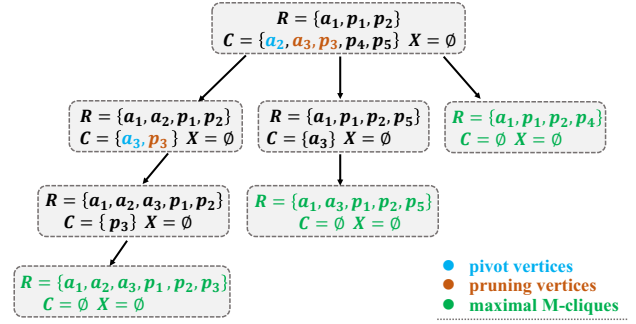 R = {a₁, p₁, p₂}
C = {a₂, a₃, p₃, p₄, p₅} X = ∅
R = {a₁, a₂, p₁, p₂}
C = {a₃, p₃} X = ∅
R = {a₁, p₁, p₂, p₅}
C = {a₃} X = ∅
R = {a₁, p₁, p₂, p₄}
C = ∅ X = ∅
R = {a₁, a₂, a₃, p₁, p₂}
C = { p₃} X = ∅
R = {a₁, a₃, p₁, p₂, p₅}
C = ∅ X = ∅
R = {a₁, a₂, a₃, p₁, p₂, p₃}
C = ∅ X = ∅
pivot vertices
pruning vertices
maximal M-cliques